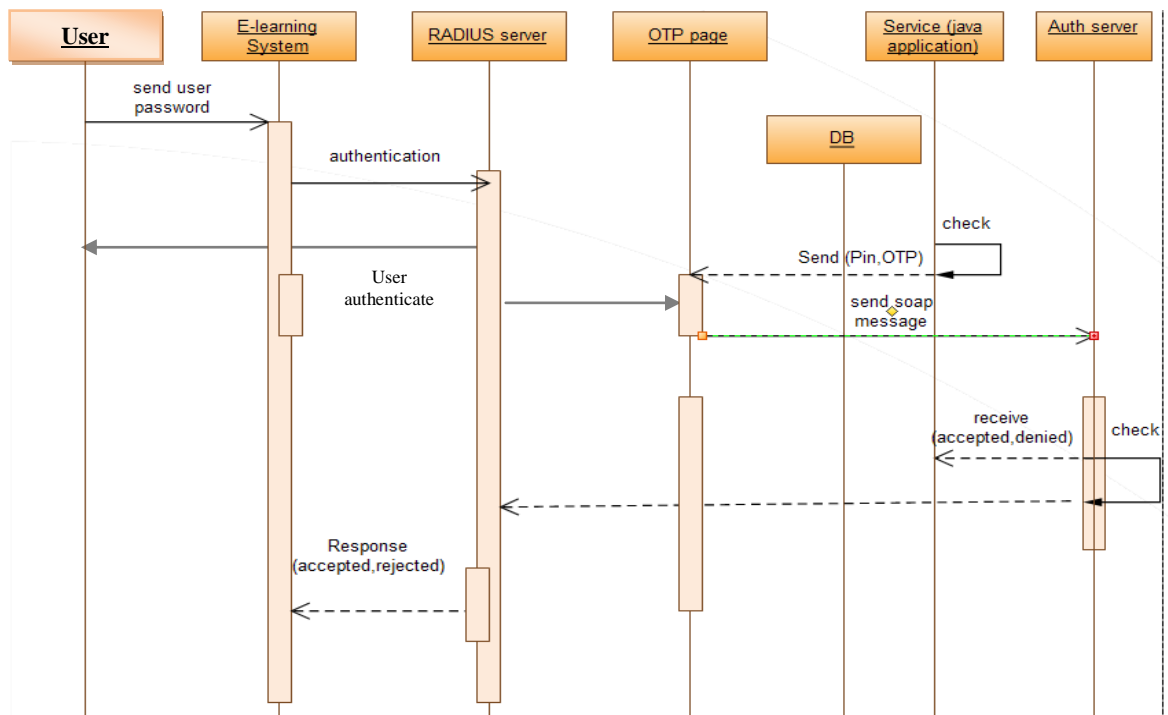 User
E-learning
System
RADIUS server
OTP page
Service (java
application)
Auth server
send user
password
DB
authentication
check
Send (Pin,OTP)
User
authenticate
send soap
message
receive
(accepted,denied)
check
Response
(accepted,rejected)